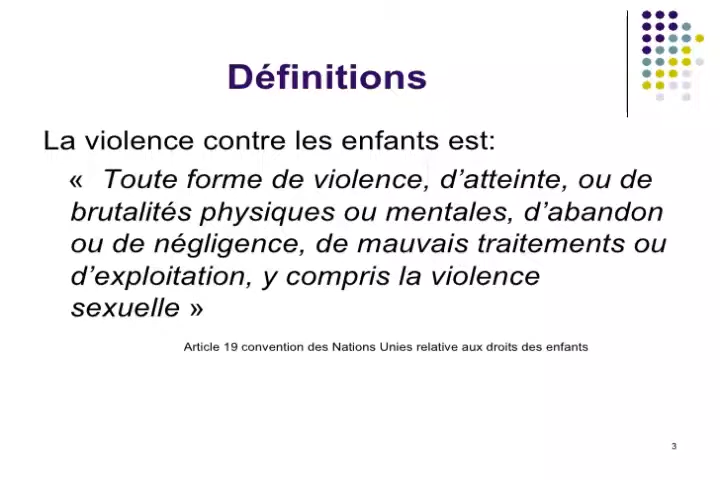 Définitions
La violence contre les enfants est:
«  Toute forme de violence, d’atteinte, ou de
brutalités physiques ou mentales, d’abandon
ou de négligence, de mauvais traitements ou
d’exploitation, y compris la violence
sexuelle »
Article 19 convention des Nations Unies relative aux droits des enfants
3